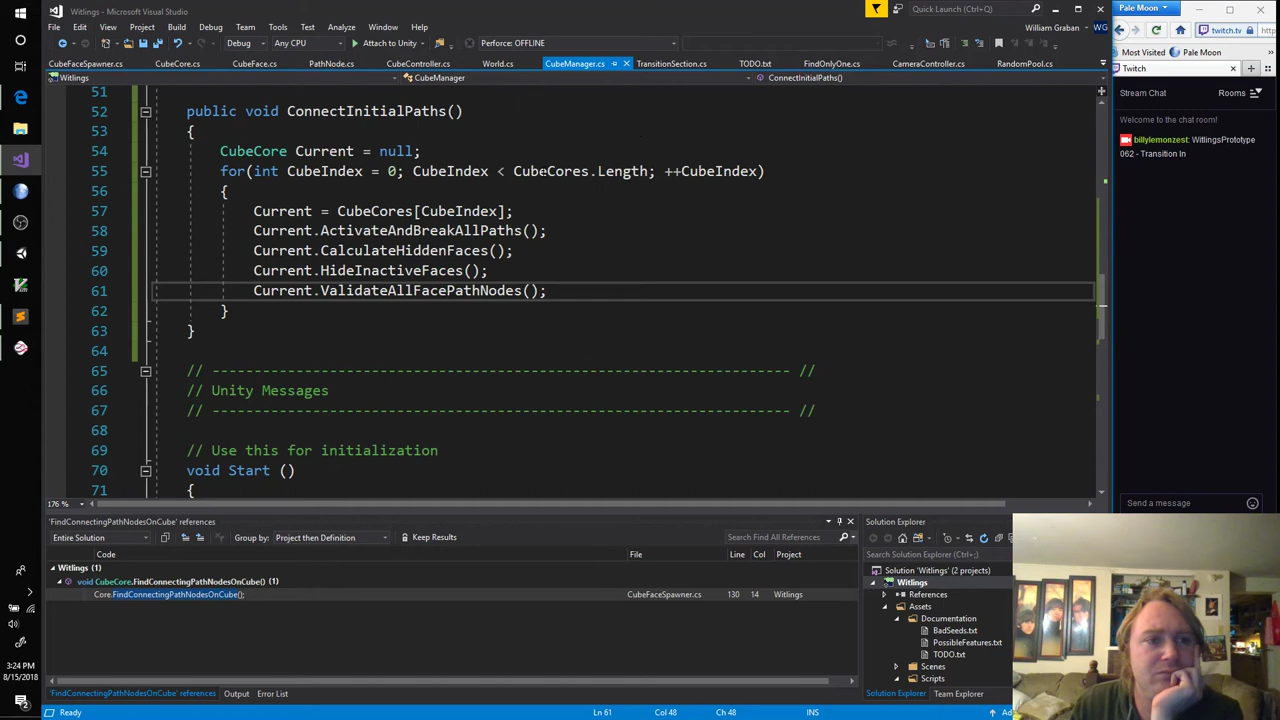 Witlings - Microsoft Visual Studio
Quick Launch (Ctrl+Q)
Pale Moon
File Edit View Project Build Debug Team Tools Test Analyze Window Help
William Graban WG
Debug Any CPU Attach to Unity Perforce: OFFLINE
twitch.tv http
Most Visited Pale Moon
CubeFaceSpawner.cs CubeCore.cs CubeController.cs CubeFace.cs PathNode.cs World.cs CubeManager.cs TransitionSection.cs TODO.txt FindOnlyOne.cs CameraController.cs RandomPool.cs
Twitch
Witlings CubeManager ConnectInitialPaths()
Stream Chat Rooms
Welcome to the chat room!
billylemonzest: WitlingsPrototype
062 - Transition In
51
52 public void ConnectInitialPaths()
53 {
54 CubeCore Current = null;
55 for(int CubeIndex = 0; CubeIndex < CubeCores.Length; ++CubeIndex)
56 {
57 Current = CubeCores[CubeIndex];
58 Current.ActivateAndBreakAllPaths();
59 Current.CalculateHiddenFaces();
60 Current.HideInactiveFaces();
61 Current.ValidateAllFacePathNodes();
62 }
63 }
64
65 // --------------------------------------------------------------------- //
66 // Unity Messages
67 // --------------------------------------------------------------------- //
68
69 // Use this for initialization
70 void Start ()
71 {
176 %
Send a message
'FindConnectingPathNodesOnCube' references
Entire Solution Group by: Project then Definition Keep Results Search Find All References
Code File Line Col Project
Witlings (1)
void CubeCore.FindConnectingPathNodesOnCube() (1)
Core.FindConnectingPathNodesOnCube(); CubeFaceSpawner.cs 130 14 Witlings
'FindConnectingPathNodesOnCube' references Output Error List
Solution Explorer
Search Solution Explorer (Ctrl+;)
Solution 'Witlings' (2 projects)
Witlings
References
Assets
Documentation
BadSeeds.txt
PossibleFeatures.txt
TODO.txt
Scenes
Scripts
Solution Explorer Team Explorer
Ready Ln 61 Col 48 Ch 48 INS
3:24 PM
8/15/2018
2